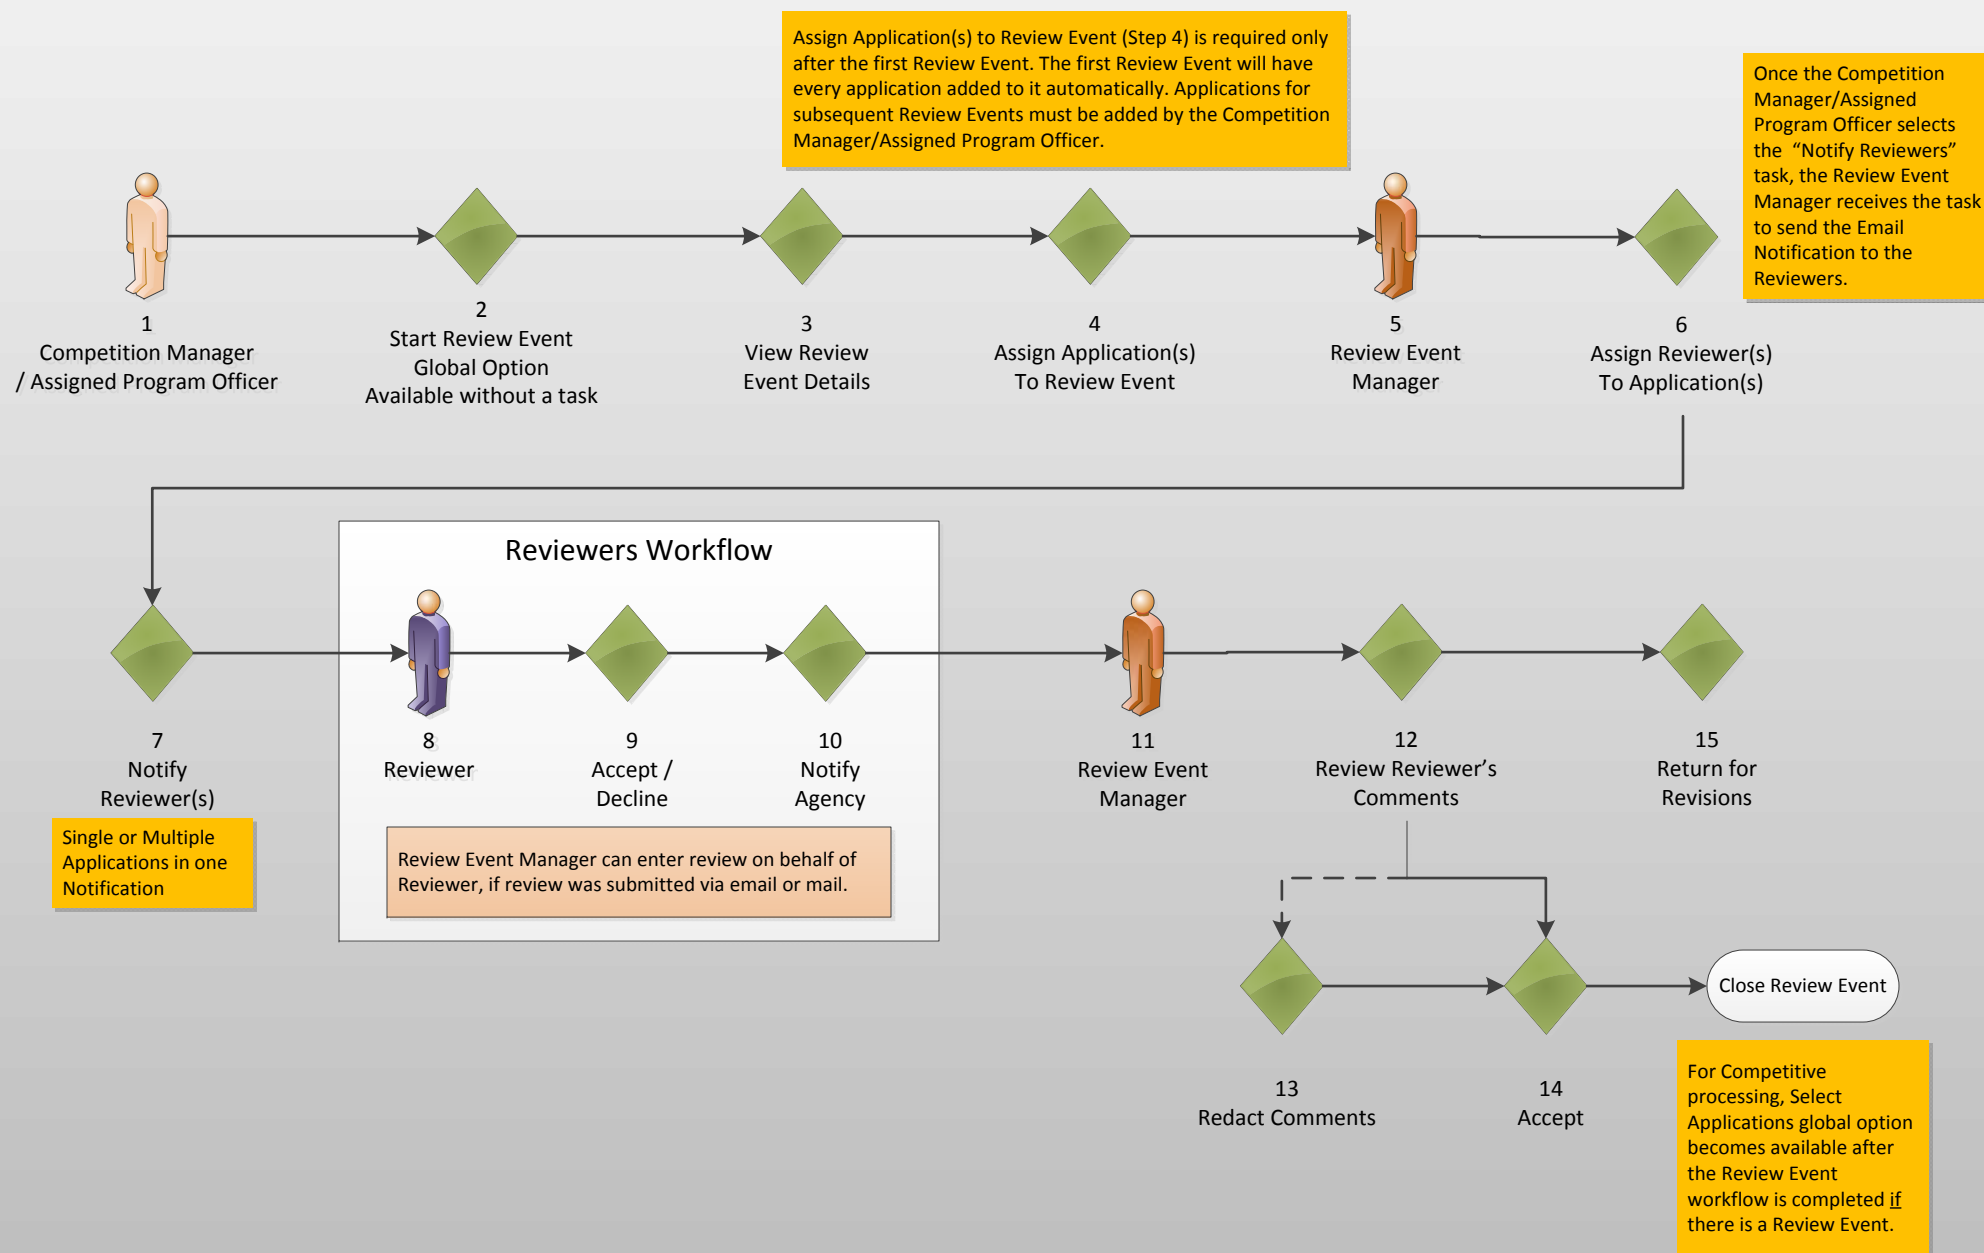 Assign Application(s) to Review Event (Step 4) is required only
after the first Review Event. The first Review Event will have
every application added to it automatically. Applications for
subsequent Review Events must be added by the Competition
Manager/Assigned Program Officer.
Once the Competition
Manager/Assigned
Program Officer selects
the “Notify Reviewers”
task, the Review Event
Manager receives the task
to send the Email
Notification to the
Reviewers.
1
Competition Manager
/ Assigned Program Officer
2
Start Review Event
Global Option
Available without a task
3
View Review
Event Details
4
Assign Application(s)
To Review Event
5
Review Event
Manager
6
Assign Reviewer(s)
To Application(s)
Reviewers Workflow
7
Notify
Reviewer(s)
Single or Multiple
Applications in one
Notification
8
Reviewer
9
Accept /
Decline
10
Notify
Agency
Review Event Manager can enter review on behalf of
Reviewer, if review was submitted via email or mail.
11
Review Event
Manager
12
Review Reviewer’s
Comments
15
Return for
Revisions
13
Redact Comments
14
Accept
Close Review Event
For Competitive
processing, Select
Applications global option
becomes available after
the Review Event
workflow is completed if
there is a Review Event.